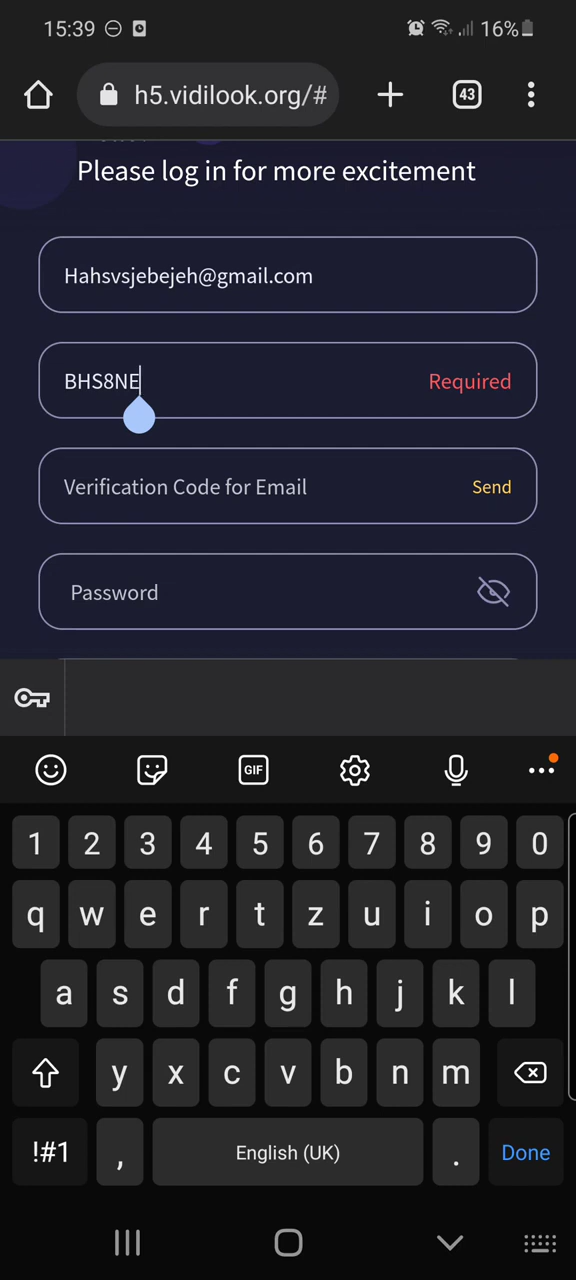 15:39
16%
h5.vidilook.org/#
43
Please log in for more excitement
Hahsvsjebejeh@gmail.com
BHS8NE Required
Verification Code for Email Send
Password
GIF
1 2 3 4 5 6 7 8 9 0
q w e r t z u i o p
a s d f g h j k l
y x c v b n m
!#1 , English (UK) . Done